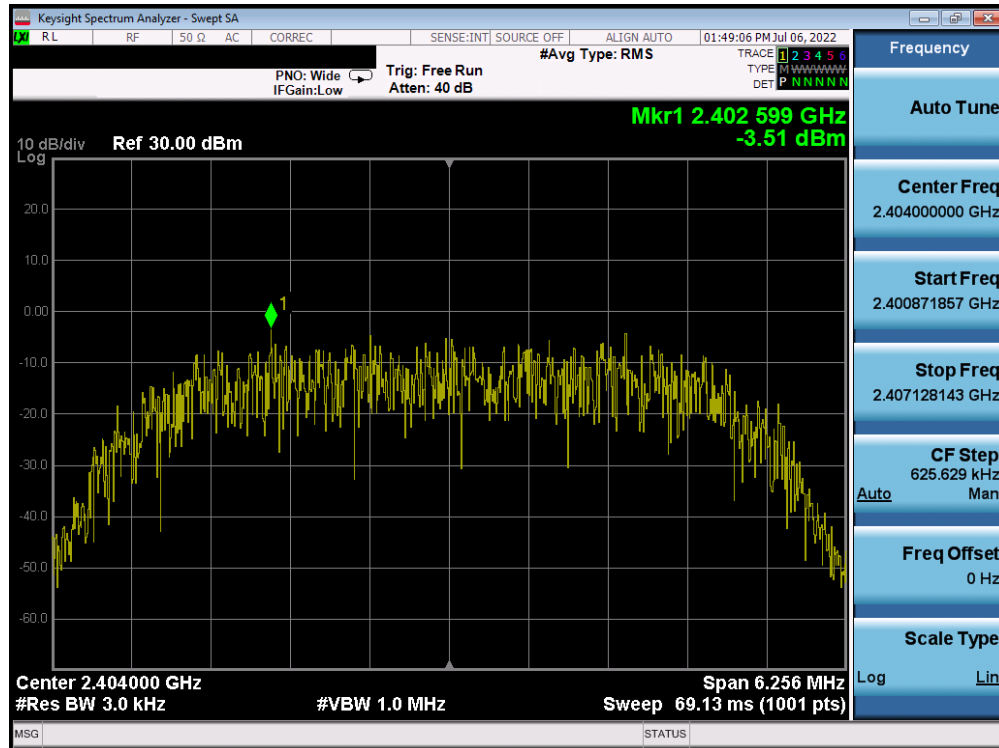 Keysight Spectrum Analyzer - Swept SA
LXI RL RF 50 Ω AC CORREC SENSE:INT SOURCE OFF ALIGN AUTO 01:49:06 PM Jul 06, 2022
PNO: Wide
IFGain:Low
Trig: Free Run
Atten: 40 dB
#Avg Type: RMS
TRACE 1 2 3 4 5 6
TYPE M WWWWW
DET P N N N N N
Mkr1 2.402 599 GHz
-3.51 dBm
10 dB/div
Log
Ref 30.00 dBm
20.0
10.0
0.00
-10.0
-20.0
-30.0
-40.0
-50.0
-60.0
1
Center 2.404000 GHz
Span 6.256 MHz
#Res BW 3.0 kHz
#VBW 1.0 MHz
Sweep 69.13 ms (1001 pts)
MSG
STATUS
Frequency
Auto Tune
Center Freq
2.404000000 GHz
Start Freq
2.400871857 GHz
Stop Freq
2.407128143 GHz
CF Step
625.629 kHz
Auto Man
Freq Offset
0 Hz
Scale Type
Log Lin